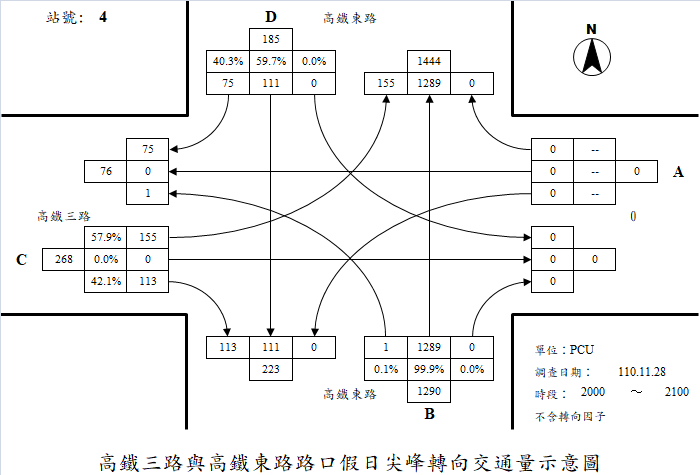 站號: 4
D
高鐵東路
N
185
40.3% 59.7% 0.0%
75 111 0
1444
155 1289 0
75
76 0
1
0 --
0 -- 0
0 --
A
高鐵三路
()
57.9% 155
C 268 0.0% 0
42.1% 113
0
0 0
0
113 111 0
223
1 1289 0
0.1% 99.9% 0.0%
1290
高鐵東路
B
單位:PCU
調查日期: 110.11.28
時段: 2000 ～ 2100
不含轉向因子
高鐵三路與高鐵東路路口假日尖峰轉向交通量示意圖